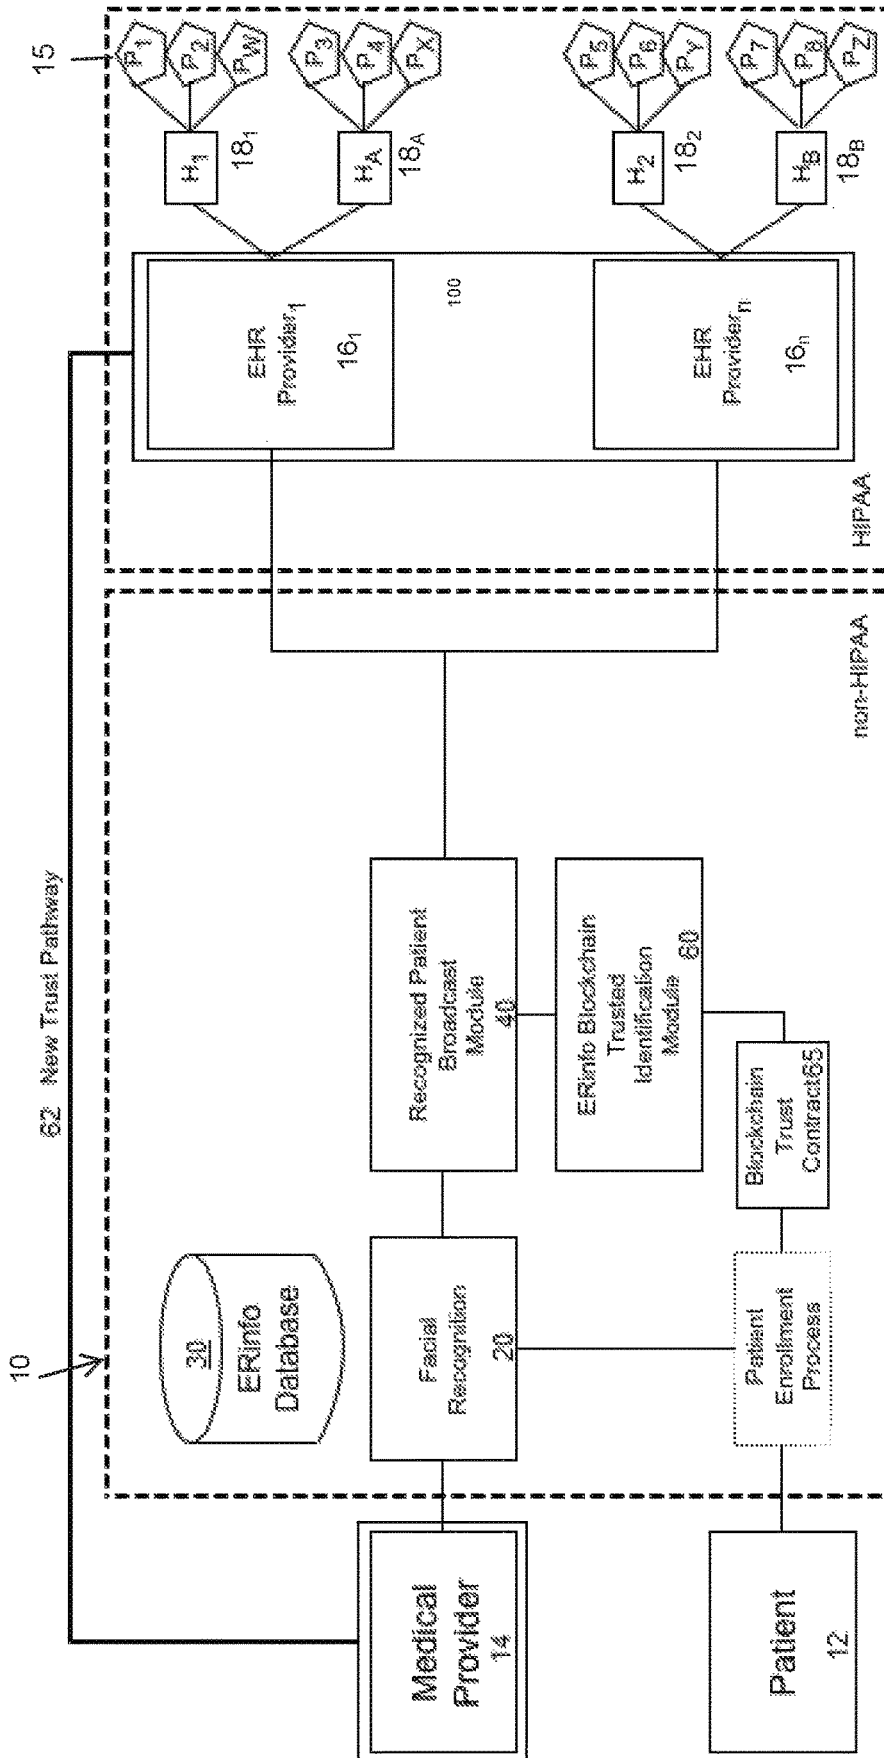 10
15
62 New Trust Pathway
30
ERinfo
Database
Medical
Provider
14
Facial
Recognition
20
Recognized Patient
Broadcast
Module
40
ERinfo Blockchain
Trusted
Identification
Module
60
Patient
12
Patient
Enrollment
Process
Blockchain
Trust
Contract65
non-HIPAA
EHR
Provider1
161
100
EHR
Providern
16n
HIPAA
H1
181
HA
18A
H2
182
HB
18B
P1
P2
PW
P3
P4
PX
P5
P6
PY
P7
P8
PZ